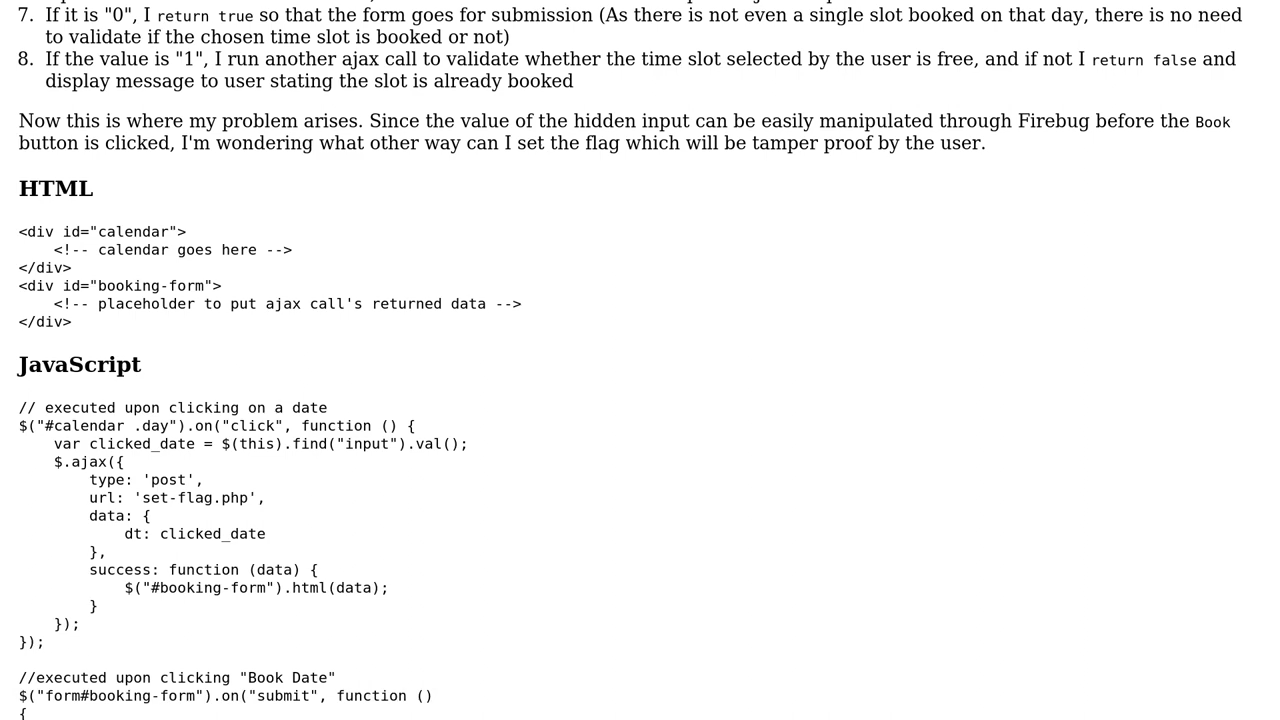 7. If it is "0", I return true so that the form goes for submission (As there is not even a single slot booked on that day, there is no need
to validate if the chosen time slot is booked or not)
8. If the value is "1", I run another ajax call to validate whether the time slot selected by the user is free, and if not I return false and
display message to user stating the slot is already booked
Now this is where my problem arises. Since the value of the hidden input can be easily manipulated through Firebug before the Book
button is clicked, I'm wondering what other way can I set the flag which will be tamper proof by the user.
HTML
<div id="calendar">
    <!-- calendar goes here -->
</div>
<div id="booking-form">
    <!-- placeholder to put ajax call's returned data -->
</div>
JavaScript
// executed upon clicking on a date
$("#calendar .day").on("click", function () {
    var clicked_date = $(this).find("input").val();
    $.ajax({
        type: 'post',
        url: 'set-flag.php',
        data: {
            dt: clicked_date
        },
        success: function (data) {
            $("#booking-form").html(data);
        }
    });
});
//executed upon clicking "Book Date"
$("form#booking-form").on("submit", function ()
{